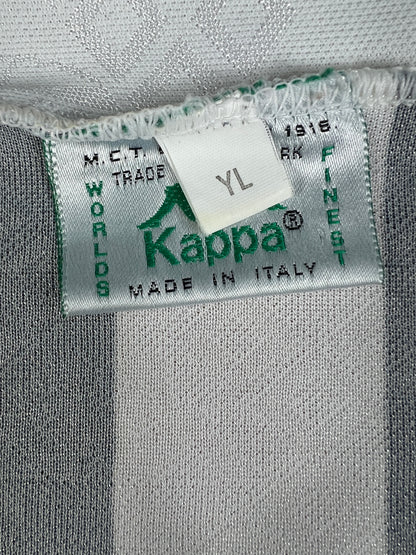 M.C.T. 1916.
TRADE RK
YL
WORLDS
FINEST
Kappa®
MADE IN ITALY